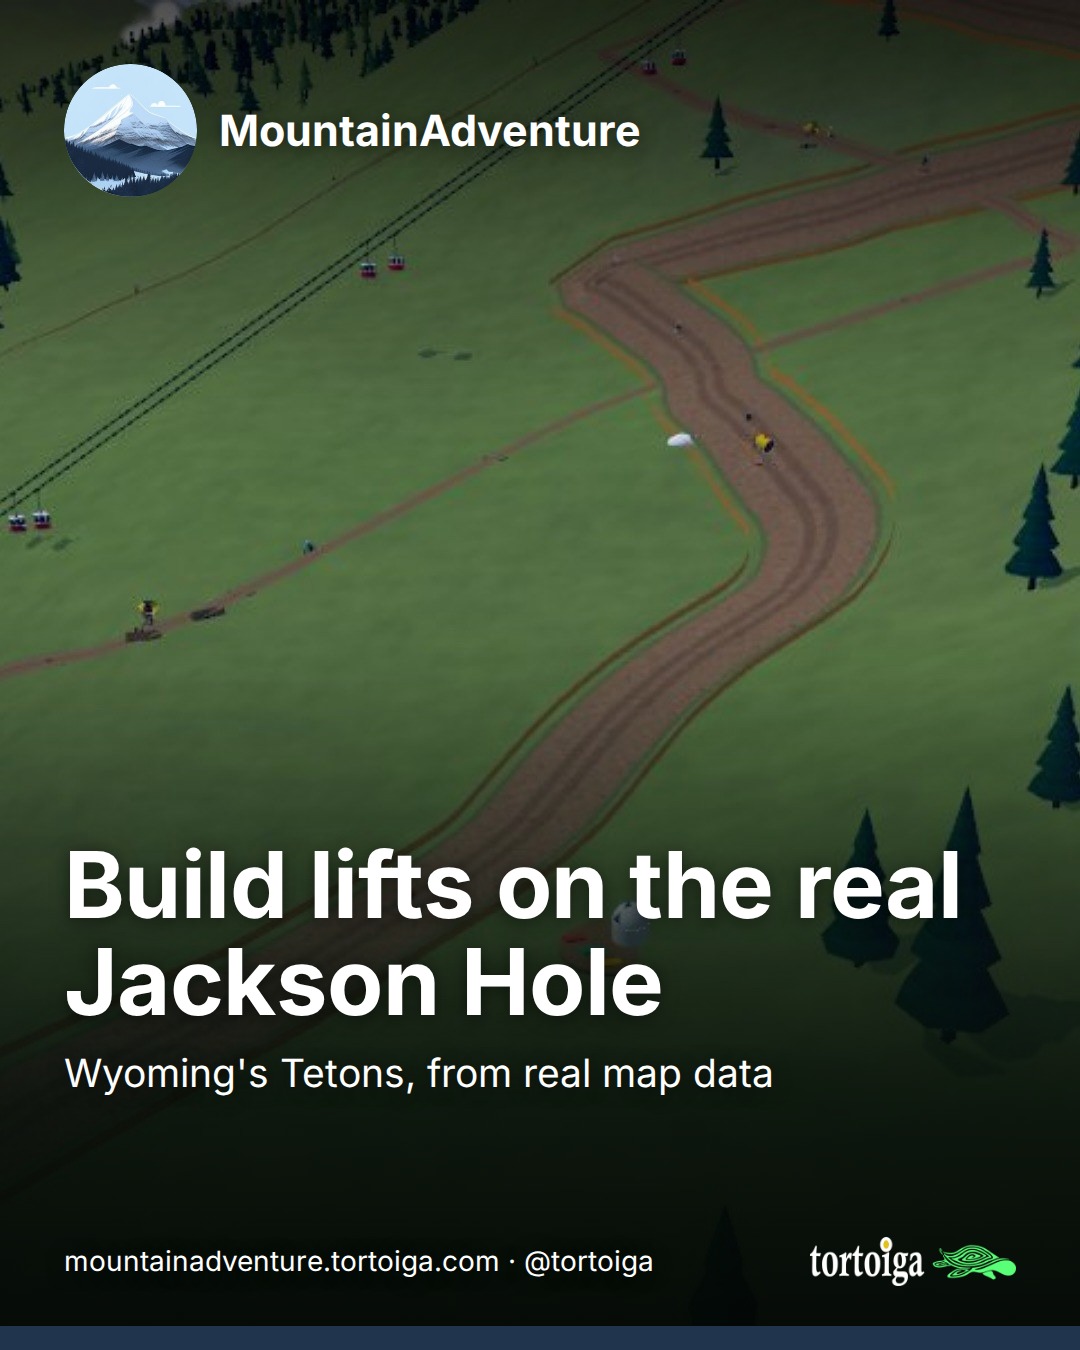 MountainAdventure
Build lifts on the real
Jackson Hole
Wyoming's Tetons, from real map data
mountainadventure.tortoiga.com · @tortoiga
tortoiga